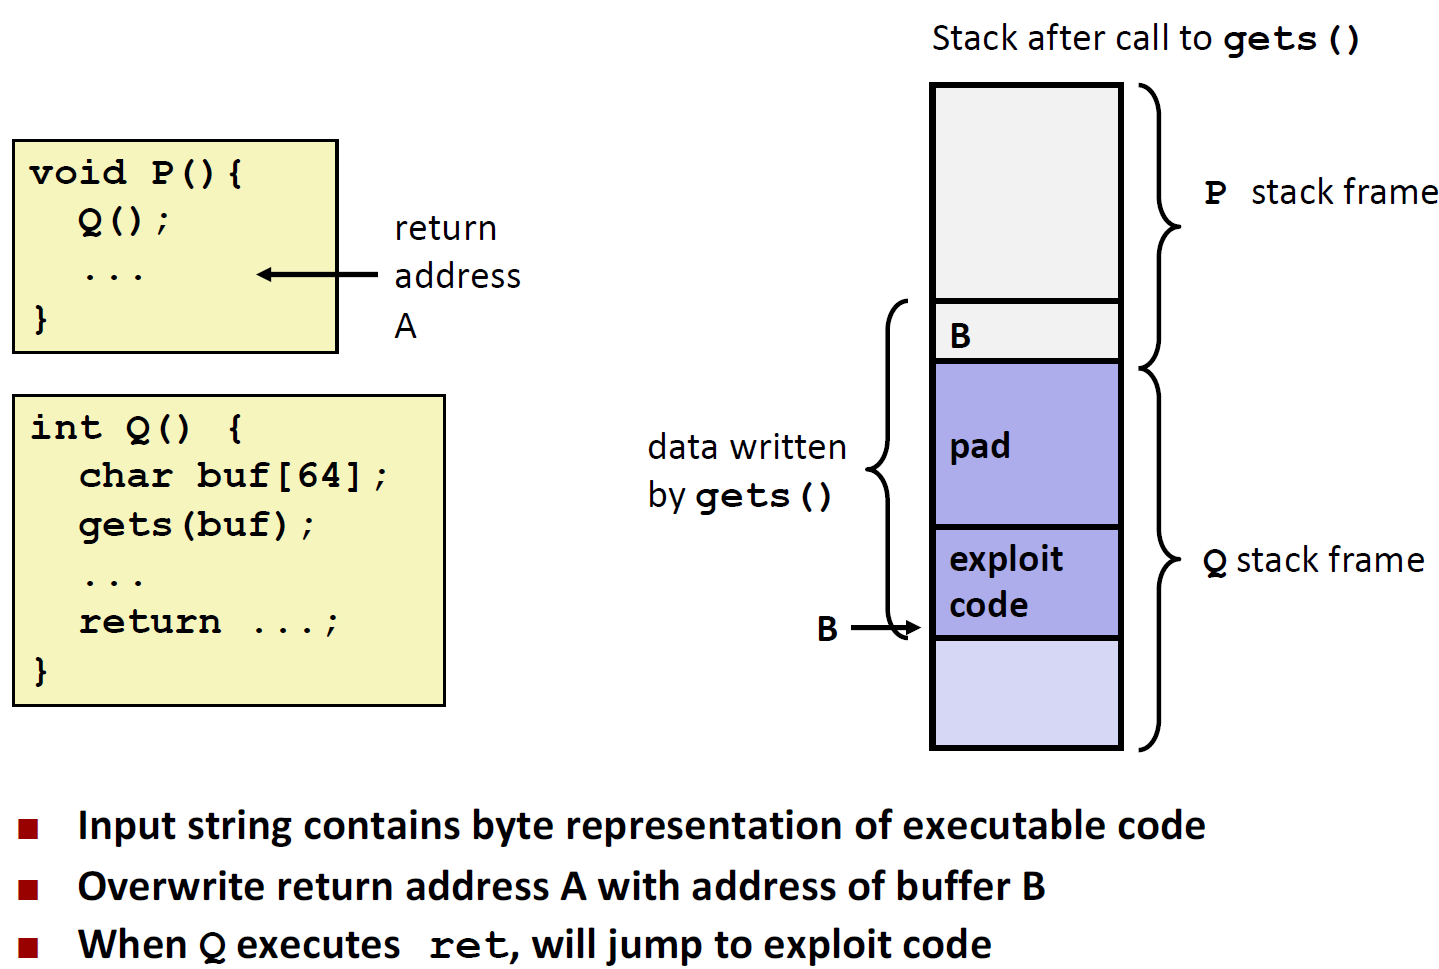 Stack after call to gets()
void P(){
Q();
...
}
return
address
A
int Q() {
char buf[64];
gets(buf);
...
return ...;
}
P stack frame
B
pad
data written
by gets()
exploit
code
B
Q stack frame
Input string contains byte representation of executable code
Overwrite return address A with address of buffer B
When Q executes ret, will jump to exploit code